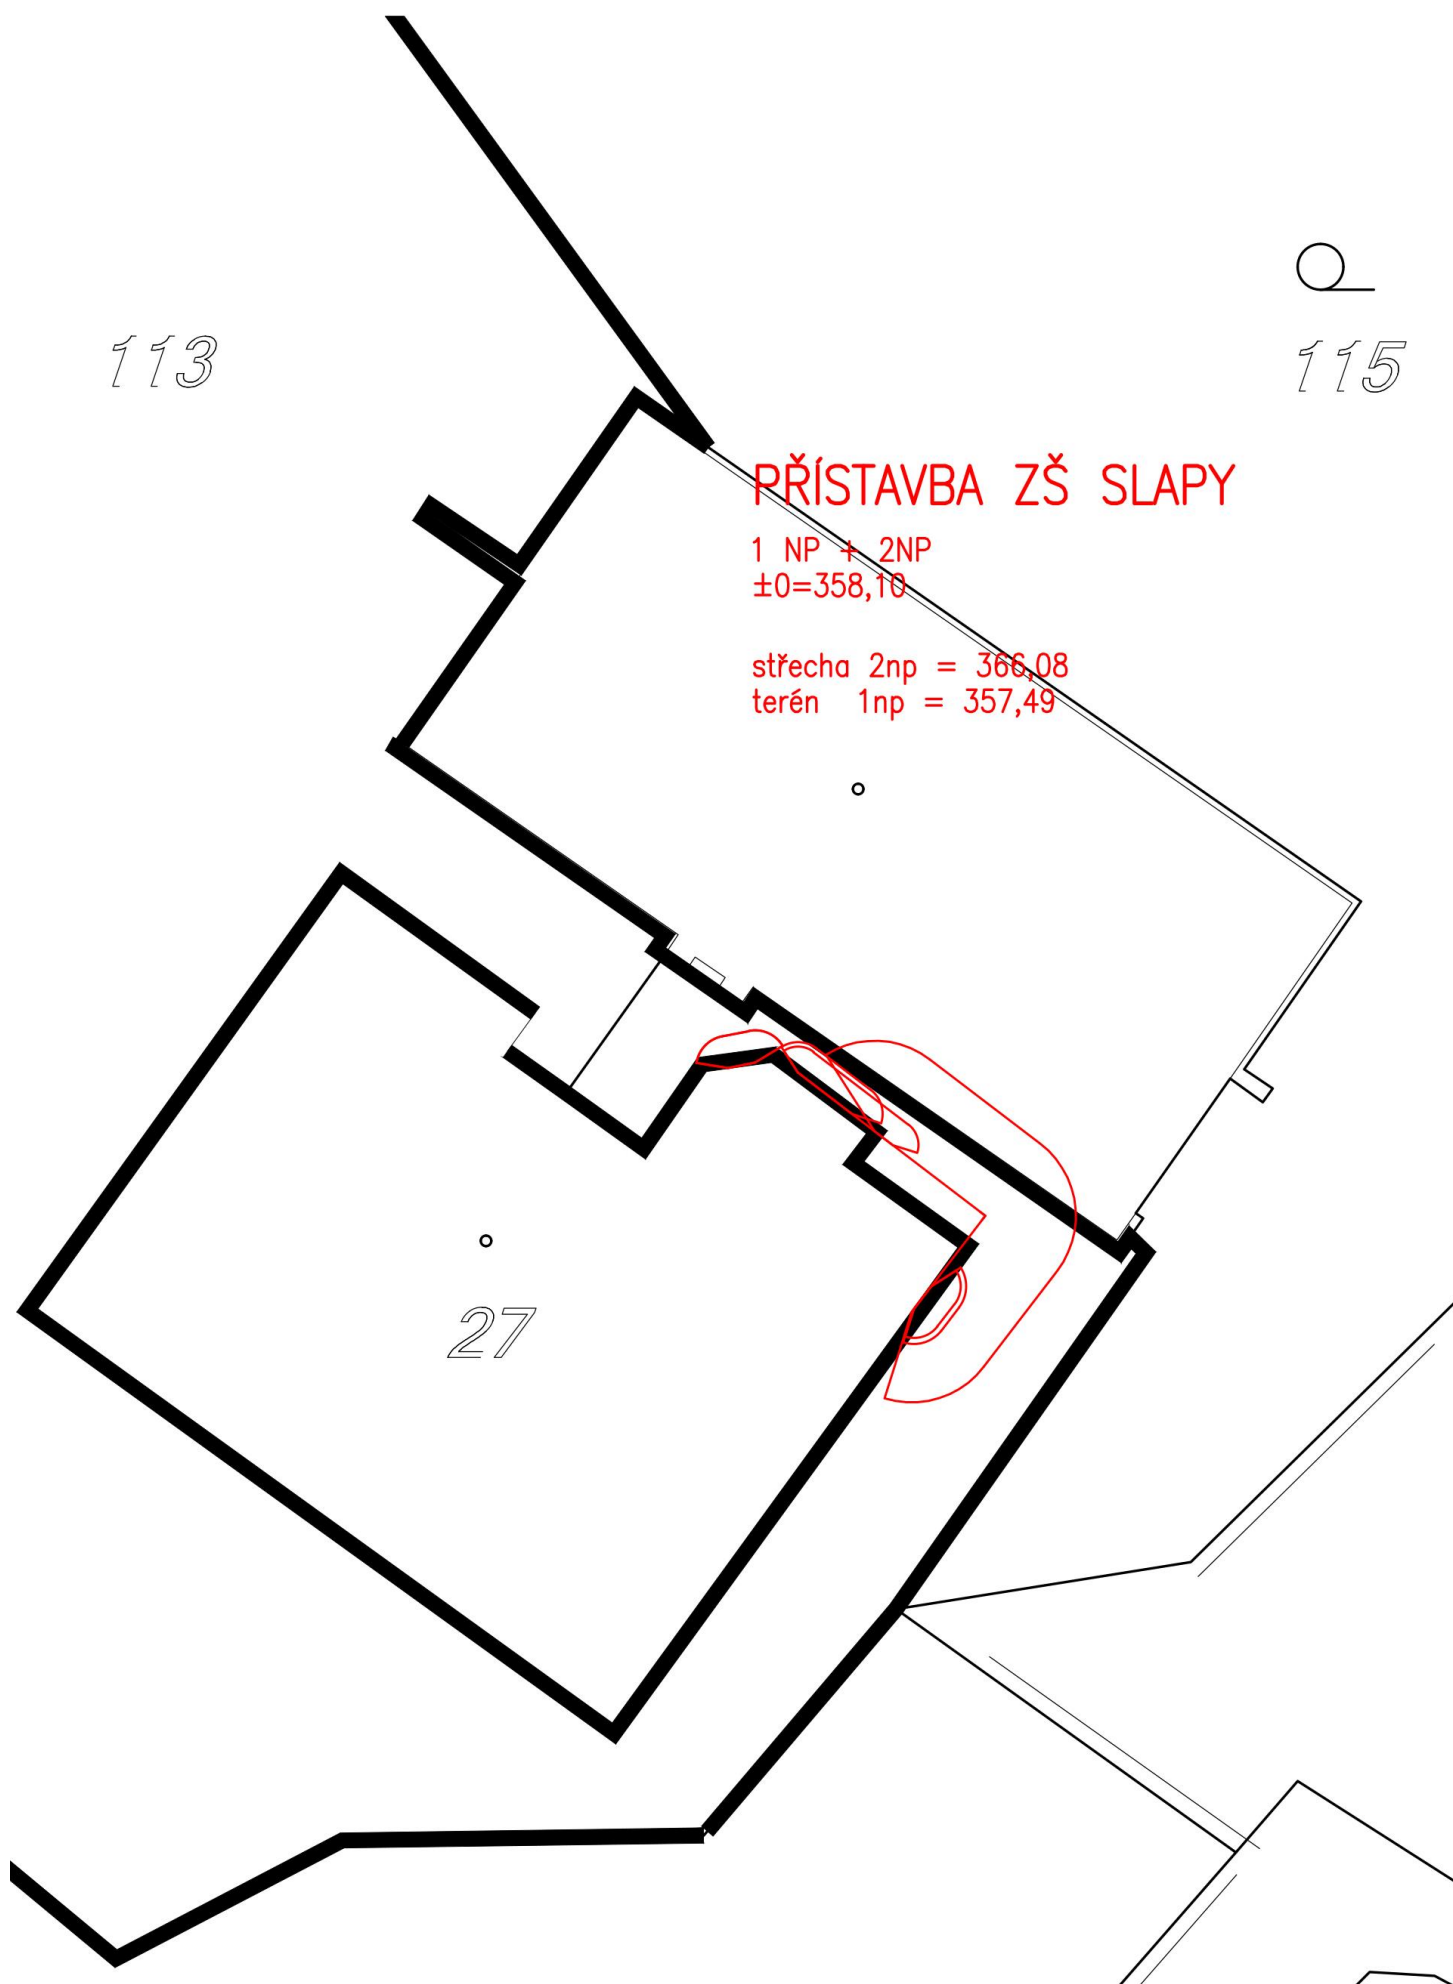 113
115
PŘÍSTAVBA ZŠ SLAPY
1 NP + 2NP
±0=358,10
střecha 2np = 366,08
terén 1np = 357,49
27